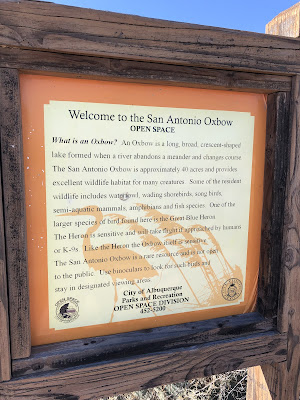 Welcome to the San Antonio Oxbow
OPEN SPACE
What is an Oxbow? An Oxbow is a long, broad, crescent-shaped
lake formed when a river abandons a meander and changes course
The San Antonio Oxbow is approximately 40 acres and provides
excellent wildlife habitat for many creatures. Some of the resident
wildlife includes waterfowl, wading shorebirds, song birds,
semi-aquatic mammals, amphibians and fish species. One of the
larger species of bird found here is the Great Blue Heron.
The Heron is sensitive and will take flight if approached by humans
or K-9s. Like the Heron the Oxbow itself is sensitive.
The San Antonio Oxbow is a rare resource and is not open
to the public. Use binoculars to look for such birds and
stay in designated viewing areas.
City of Albuquerque
Parks and Recreation
OPEN SPACE DIVISION
452-5200